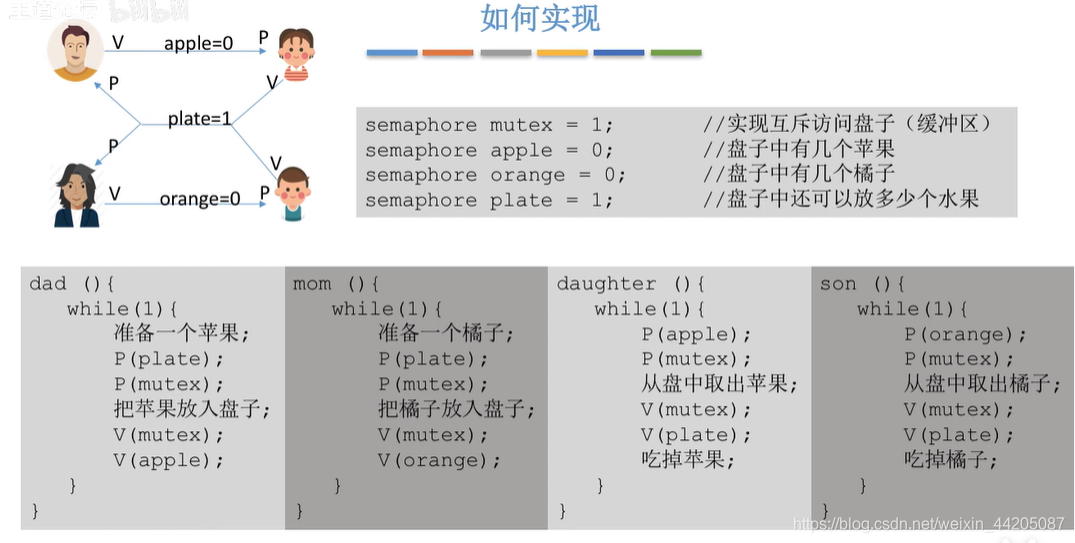 如何实现
V apple=0 P
P V
plate=1
P V
V orange=0 P
semaphore mutex = 1; //实现互斥访问盘子（缓冲区）
semaphore apple = 0; //盘子中有几个苹果
semaphore orange = 0; //盘子中有几个橘子
semaphore plate = 1; //盘子中还可以放多少个水果
dad (){
while(1){
准备一个苹果;
P(plate);
P(mutex);
把苹果放入盘子;
V(mutex);
V(apple);
}
}
mom (){
while(1){
准备一个橘子;
P(plate);
P(mutex);
把橘子放入盘子;
V(mutex);
V(orange);
}
}
daughter (){
while(1){
P(apple);
P(mutex);
从盘中取出苹果;
V(mutex);
V(plate);
吃掉苹果;
}
}
son (){
while(1){
P(orange);
P(mutex);
从盘中取出橘子;
V(mutex);
V(plate);
吃掉橘子;
}
}
https://blog.csdn.net/weixin_44205087